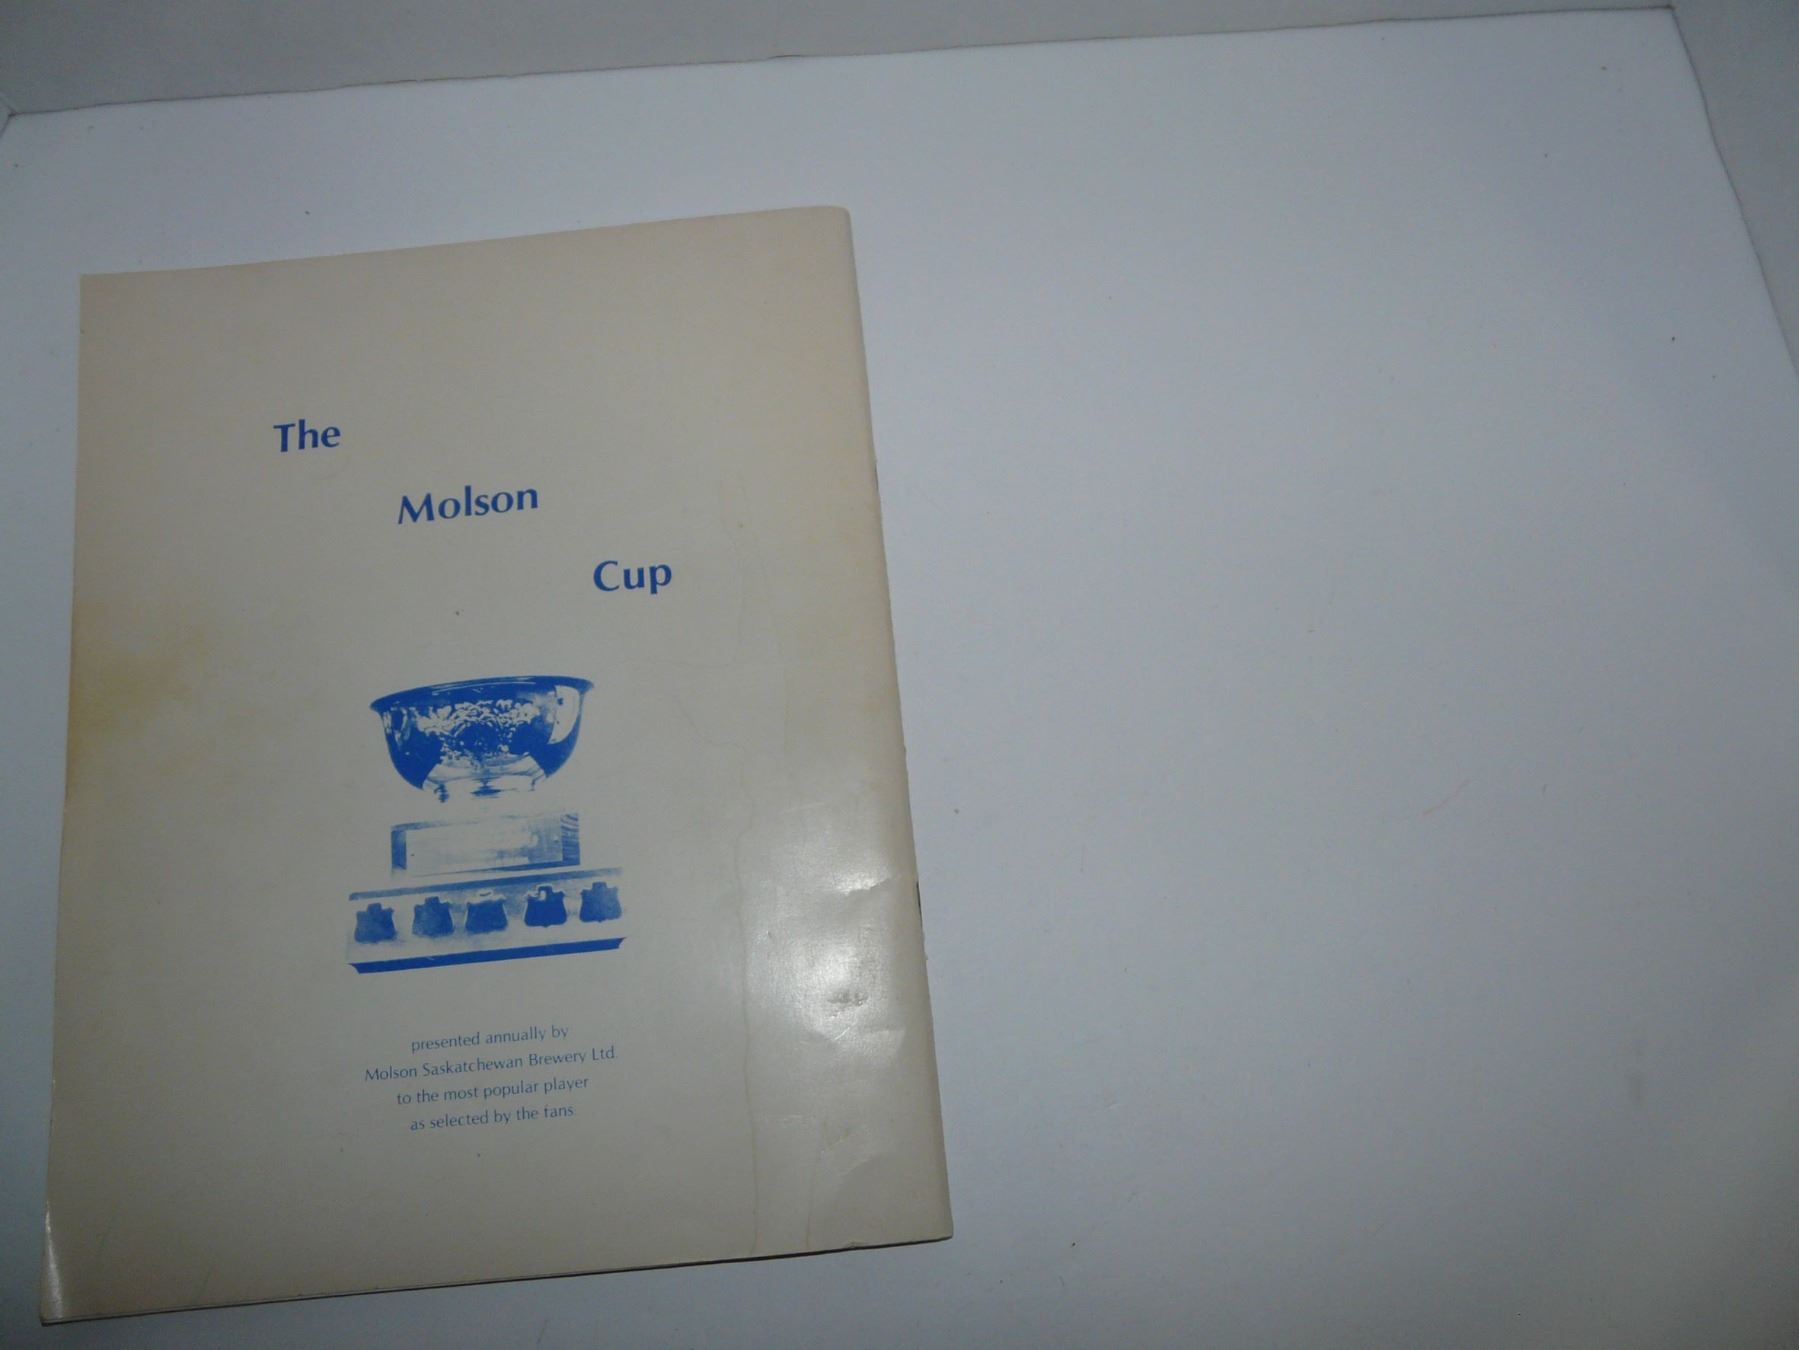 The
Molson
Cup
presented annually by
Molson Saskatchewan Brewery Ltd.
to the most popular player
as selected by the fans.